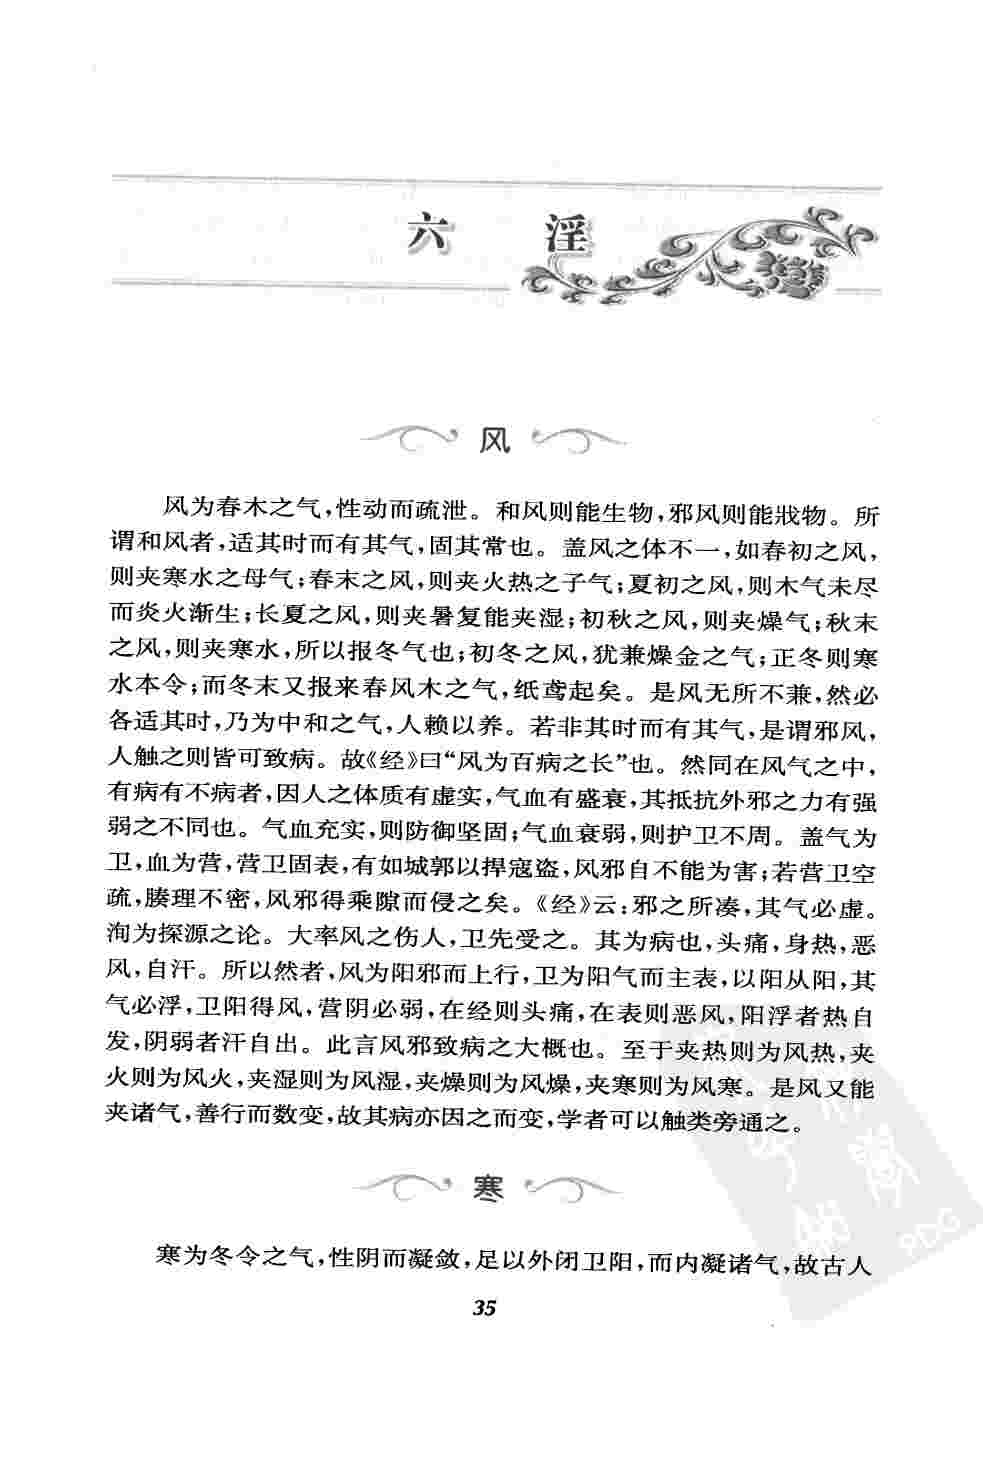 六 淫
风
风为春木之气，性动而疏泄。和风则能生物，邪风则能戕物。所
谓和风者，适其时而有其气，固其常也。盖风之体不一，如春初之风，
则夹寒水之母气；春末之风，则夹火热之子气；夏初之风，则木气未尽
而炎火渐生；长夏之风，则夹暑复能夹湿；初秋之风，则夹燥气；秋末
之风，则夹寒水，所以报冬气也；初冬之风，犹兼燥金之气；正冬则寒
水本令；而冬末又报来春风木之气，纸鸢起矣。是风无所不兼，然必
各适其时，乃为中和之气，人赖以养。若非其时而有其气，是谓邪风，
人触之则皆可致病。故《经》曰“风为百病之长”也。然同在风气之中，
有病有不病者，因人之体质有虚实，气血有盛衰，其抵抗外邪之力有强
弱之不同也。气血充实，则防御坚固；气血衰弱，则护卫不周。盖气为
卫，血为营，营卫固表，有如城郭以捍寇盗，风邪自不能为害；若营卫空
疏，腠理不密，风邪得乘隙而侵之矣。《经》云：邪之所凑，其气必虚。
洵为探源之论。大率风之伤人，卫先受之。其为病也，头痛，身热，恶
风，自汗。所以然者，风为阳邪而上行，卫为阳气而主表，以阳从阳，其
气必浮，卫阳得风，营阴必弱，在经则头痛，在表则恶风，阳浮者热自
发，阴弱者汗自出。此言风邪致病之大概也。至于夹热则为风热，夹
火则为风火，夹湿则为风湿，夹燥则为风燥，夹寒则为风寒。是风又能
夹诸气，善行而数变，故其病亦因之而变，学者可以触类旁通之。
寒
寒为冬令之气，性阴而凝敛，足以外闭卫阳，而内凝诸气，故古人
35
PDG